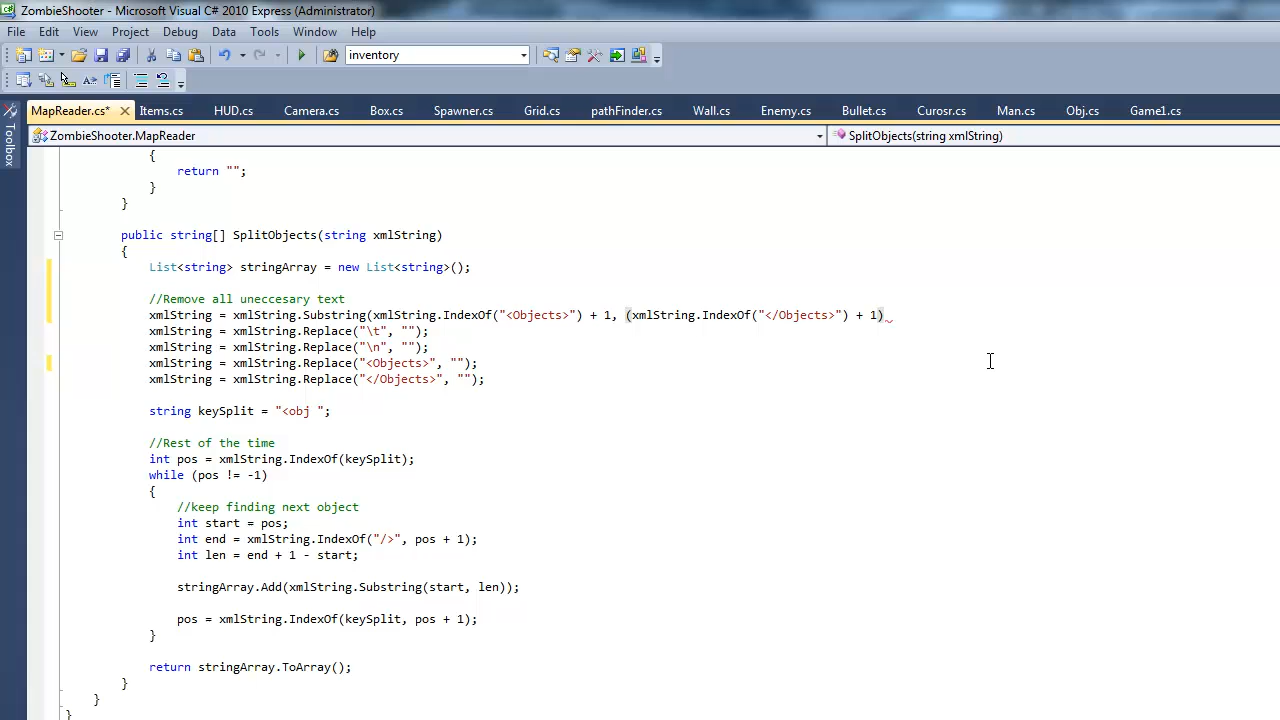 ZombieShooter - Microsoft Visual C# 2010 Express (Administrator)
File Edit View Project Debug Data Tools Window Help
inventory
MapReader.cs* Items.cs HUD.cs Camera.cs Box.cs Spawner.cs Grid.cs pathFinder.cs Wall.cs Enemy.cs Bullet.cs Curosr.cs Man.cs Obj.cs Game1.cs
ZombieShooter.MapReader SplitObjects(string xmlString)
Toolbox
{
return "";
}
}
public string[] SplitObjects(string xmlString)
{
List<string> stringArray = new List<string>();
//Remove all uneccesary text
xmlString = xmlString.Substring(xmlString.IndexOf("<Objects>") + 1, (xmlString.IndexOf("</Objects>") + 1)
xmlString = xmlString.Replace("\t", "");
xmlString = xmlString.Replace("\n", "");
xmlString = xmlString.Replace("<Objects>", "");
xmlString = xmlString.Replace("</Objects>", "");
string keySplit = "<obj ";
//Rest of the time
int pos = xmlString.IndexOf(keySplit);
while (pos != -1)
{
//keep finding next object
int start = pos;
int end = xmlString.IndexOf("/>", pos + 1);
int len = end + 1 - start;
stringArray.Add(xmlString.Substring(start, len));
pos = xmlString.IndexOf(keySplit, pos + 1);
}
return stringArray.ToArray();
}
}
}